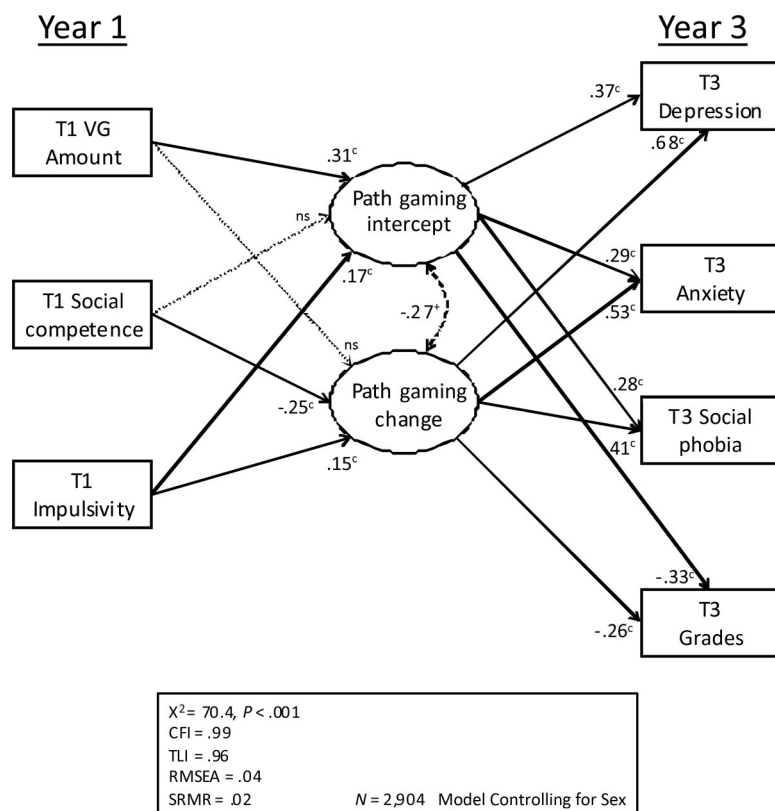 Year 1
Year 3
T1 VG
Amount
T1 Social
competence
T1
Impulsivity
.31ᶜ
ns
.17ᶜ
Path gaming
intercept
-.27⁺
ns
-.25ᶜ
.15ᶜ
Path gaming
change
.37ᶜ
T3
Depression
.68ᶜ
.29ᶜ
.53ᶜ
T3
Anxiety
.28ᶜ
.41ᶜ
T3 Social
phobia
-.33ᶜ
-.26ᶜ
T3
Grades
X² = 70.4, P < .001
CFI = .99
TLI = .96
RMSEA = .04
SRMR = .02 N = 2,904 Model Controlling for Sex